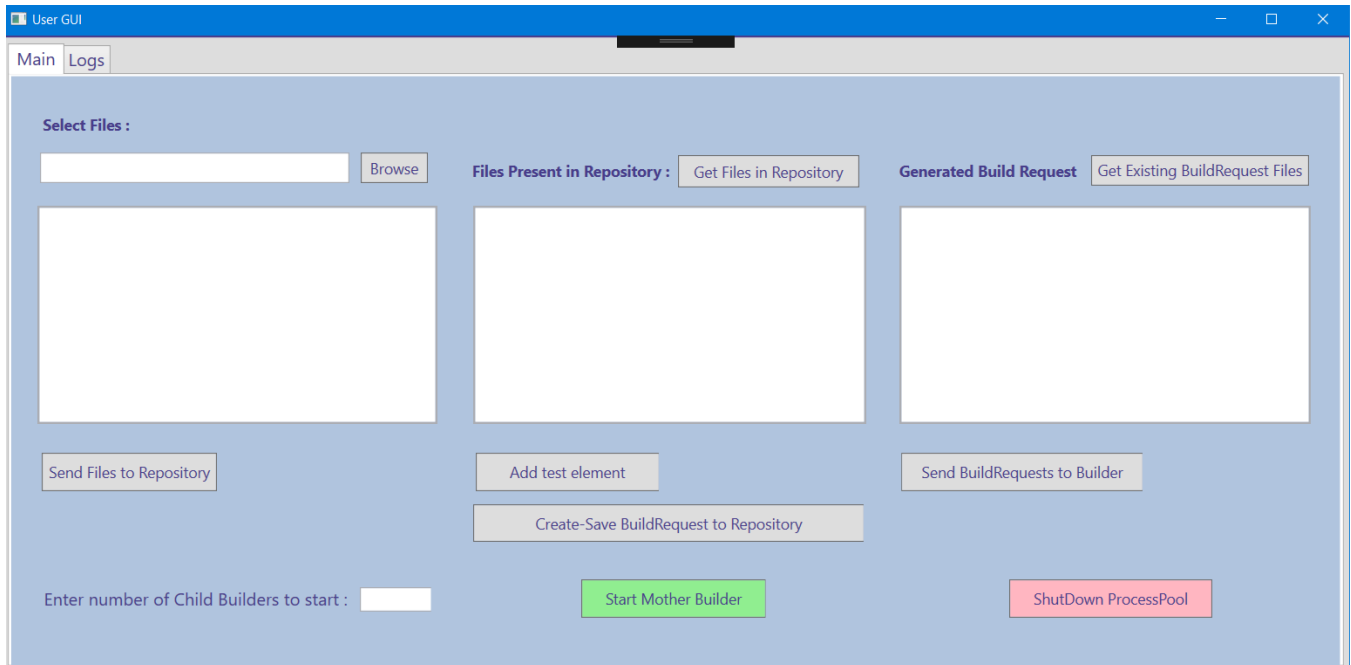 User GUI
Main Logs
Select Files :
Browse
Files Present in Repository : Get Files in Repository
Generated Build Request Get Existing BuildRequest Files
Send Files to Repository
Add test element
Send BuildRequests to Builder
Create-Save BuildRequest to Repository
Enter number of Child Builders to start :
Start Mother Builder
ShutDown ProcessPool